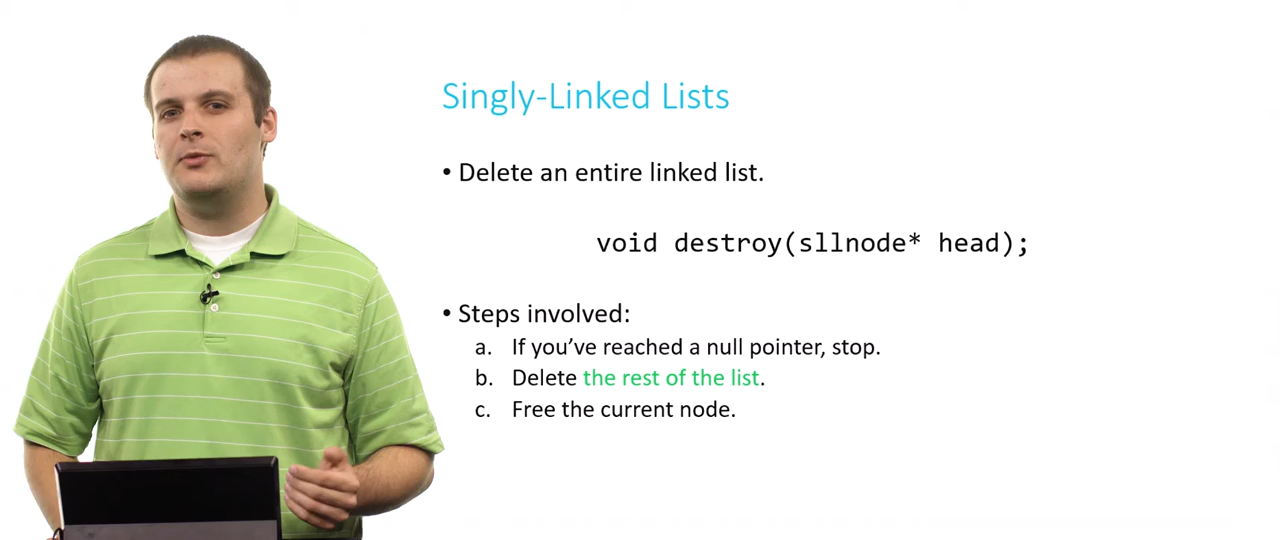 Singly-Linked Lists
• Delete an entire linked list.
void destroy(sllnode* head);
• Steps involved:
a. If you’ve reached a null pointer, stop.
b. Delete the rest of the list.
c. Free the current node.